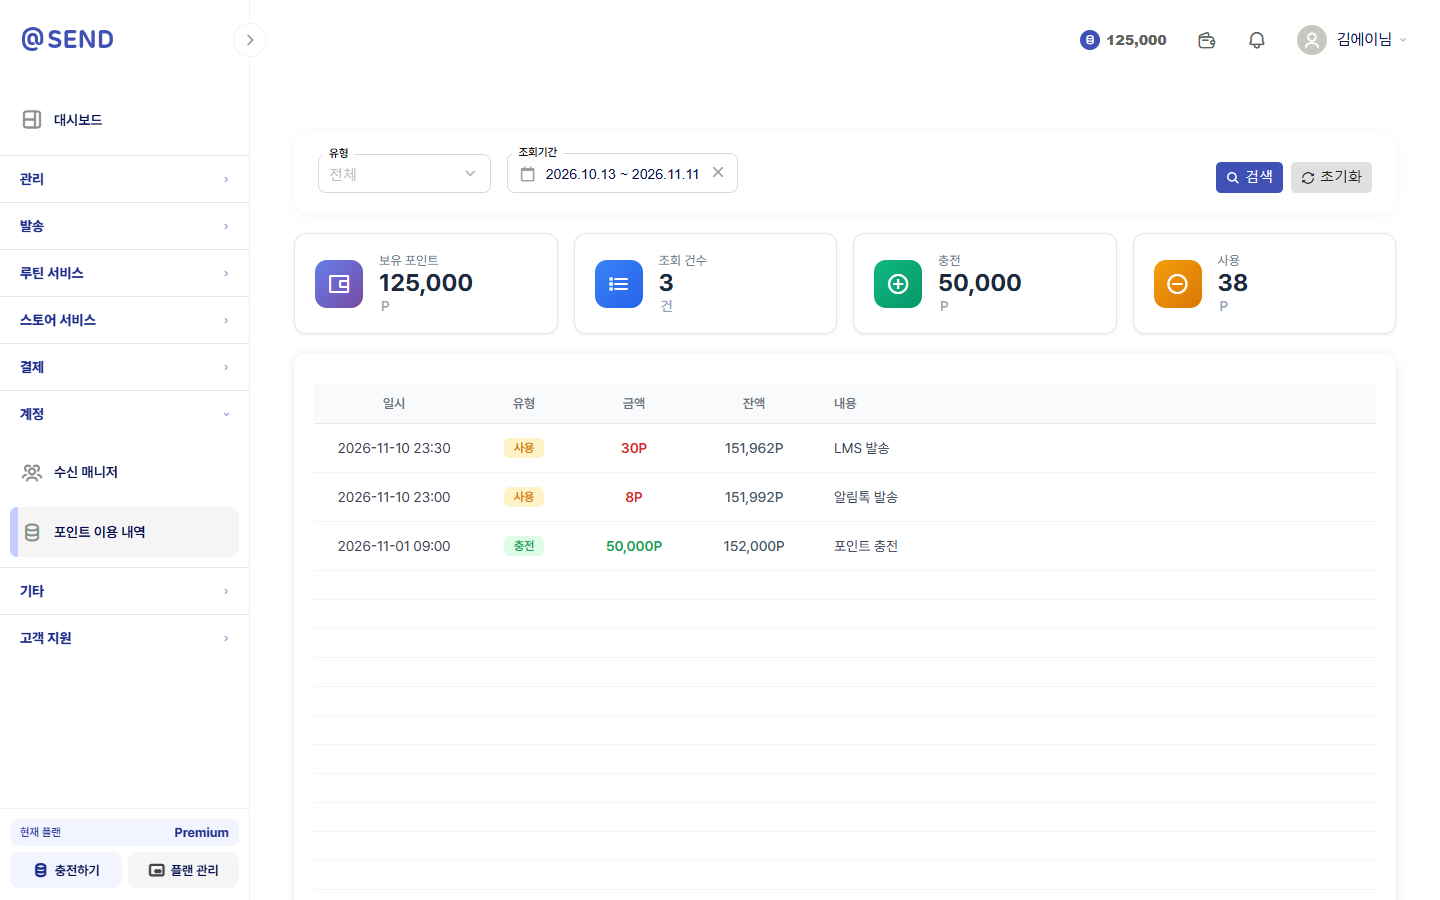 @SEND
125,000
김에이님
대시보드
관리
발송
루틴 서비스
스토어 서비스
결제
계정
수신 매니저
포인트 이용 내역
기타
고객 지원
현재 플랜 Premium
충전하기 플랜 관리
유형
전체
조회기간
2026.10.13 ~ 2026.11.11
검색 초기화
보유 포인트
125,000
P
조회 건수
3
건
충전
50,000
P
사용
38
P
일시 유형 금액 잔액 내용
2026-11-10 23:30 사용 30P 151,962P LMS 발송
2026-11-10 23:00 사용 8P 151,992P 알림톡 발송
2026-11-01 09:00 충전 50,000P 152,000P 포인트 충전